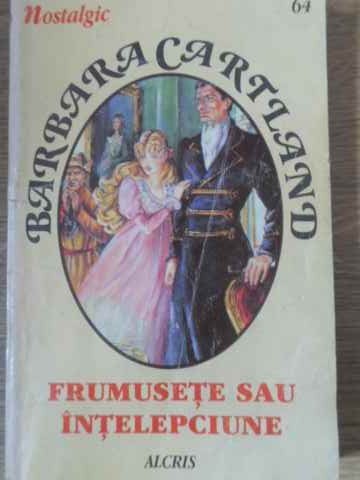 Nostalgic
64
BARBARA CARTLAND
FRUMUSEȚE SAU
ÎNȚELEPCIUNE
ALCRIS